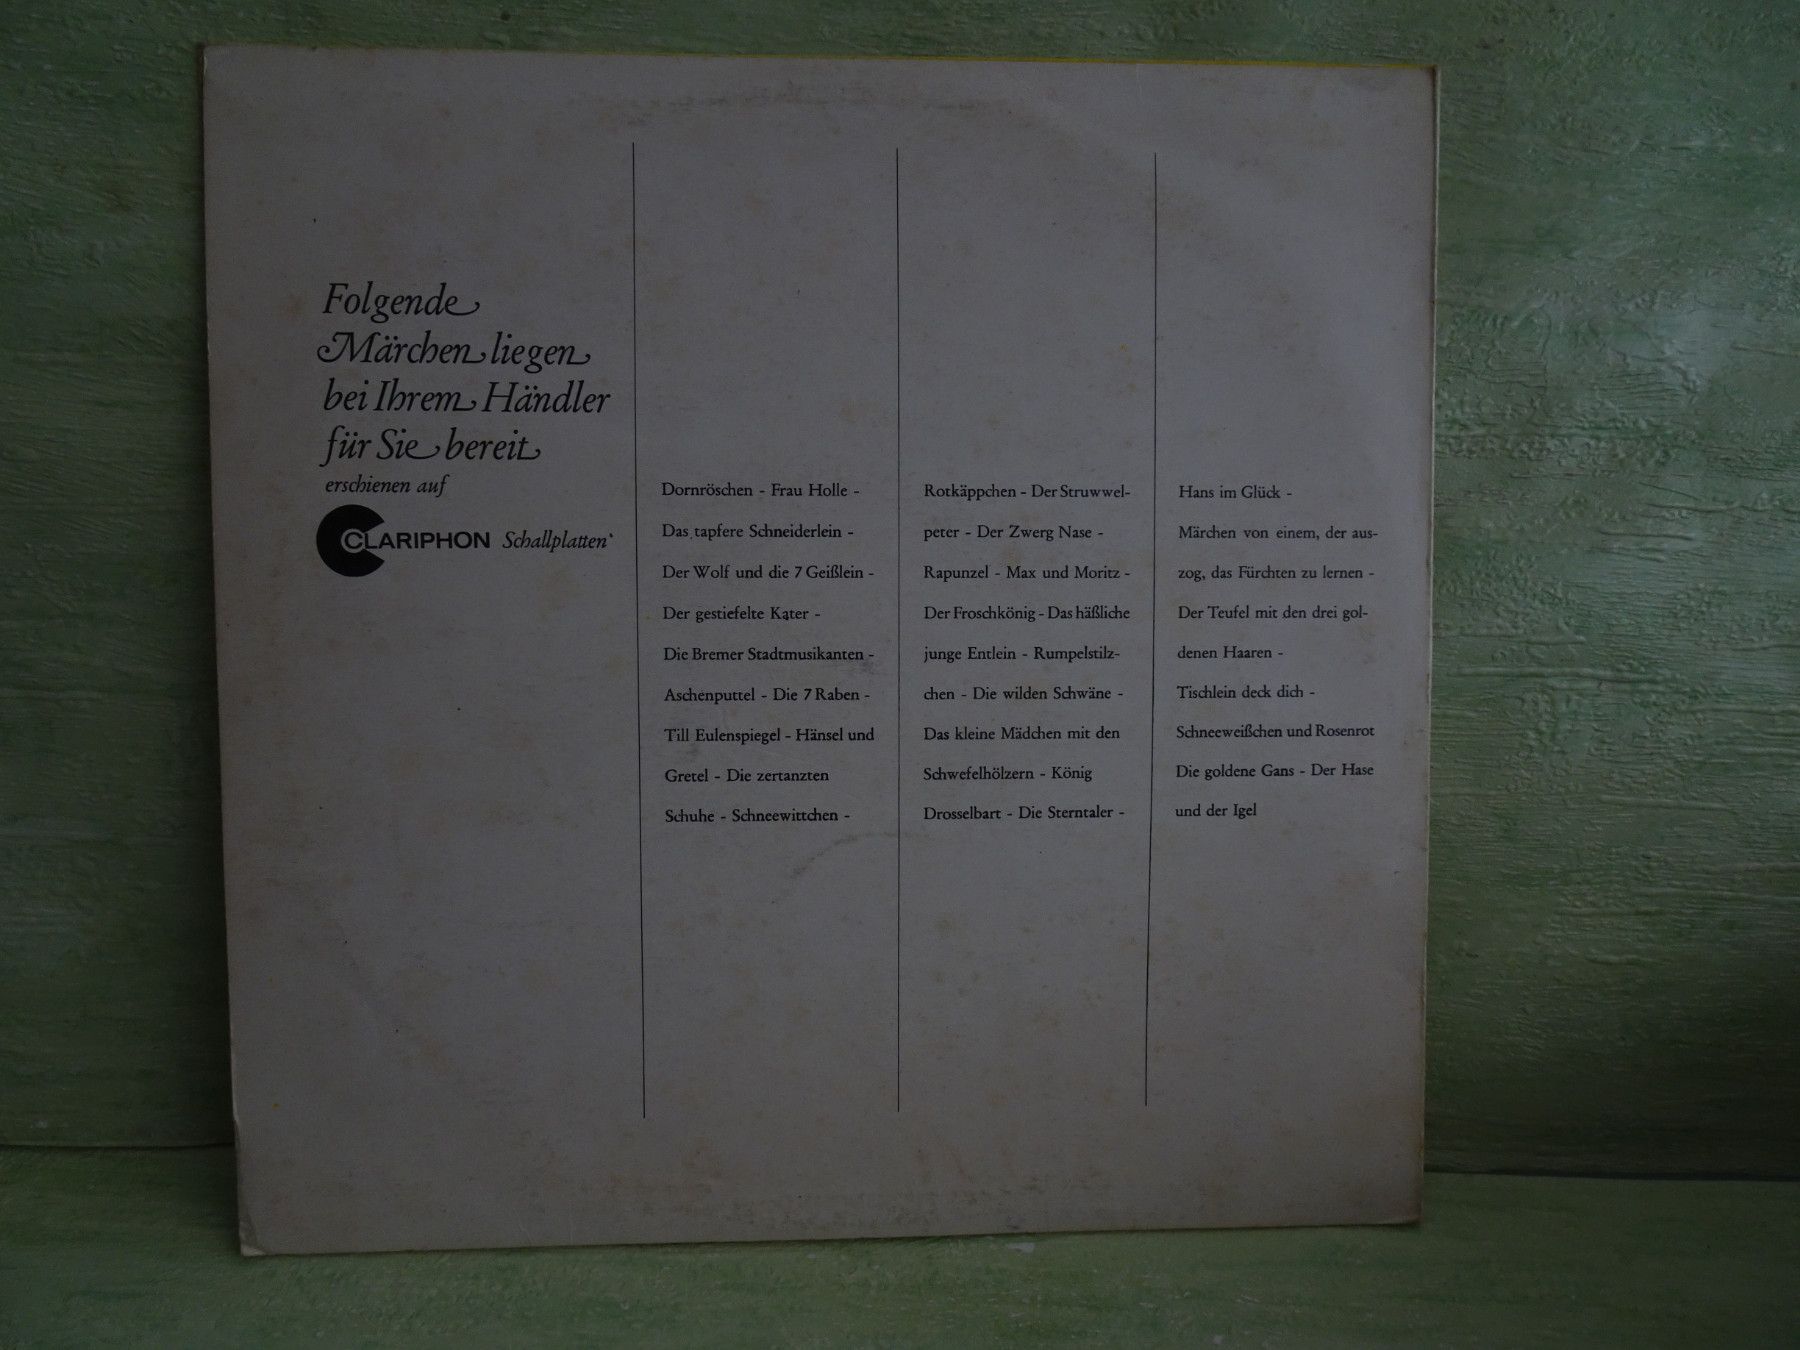 Folgende
Märchen liegen
bei Ihrem Händler
für Sie bereit
erschienen auf
CLARIPHON Schallplatten
Dornröschen - Frau Holle -
Das tapfere Schneiderlein -
Der Wolf und die 7 Geißlein -
Der gestiefelte Kater -
Die Bremer Stadtmusikanten -
Aschenputtel - Die 7 Raben -
Till Eulenspiegel - Hänsel und
Gretel - Die zertanzten
Schuhe - Schneewittchen -
Rotkäppchen - Der Struwwel-
peter - Der Zwerg Nase -
Rapunzel - Max und Moritz -
Der Froschkönig - Das häßliche
junge Entlein - Rumpelstilz-
chen - Die wilden Schwäne -
Das kleine Mädchen mit den
Schwefelhölzern - König
Drosselbart - Die Sterntaler -
Hans im Glück -
Märchen von einem, der aus-
zog, das Fürchten zu lernen -
Der Teufel mit den drei gol-
denen Haaren -
Tischlein deck dich -
Schneeweißchen und Rosenrot
Die goldene Gans - Der Hase
und der Igel